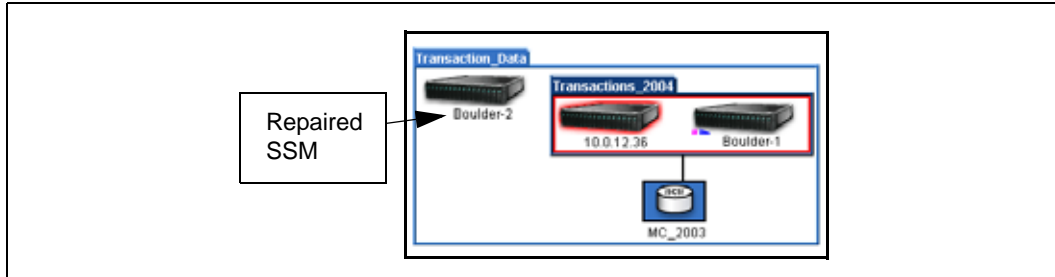 Transaction_Data
Transactions_2004
Boulder-2
Repaired
SSM
10.0.12.36
Boulder-1
MC_2003